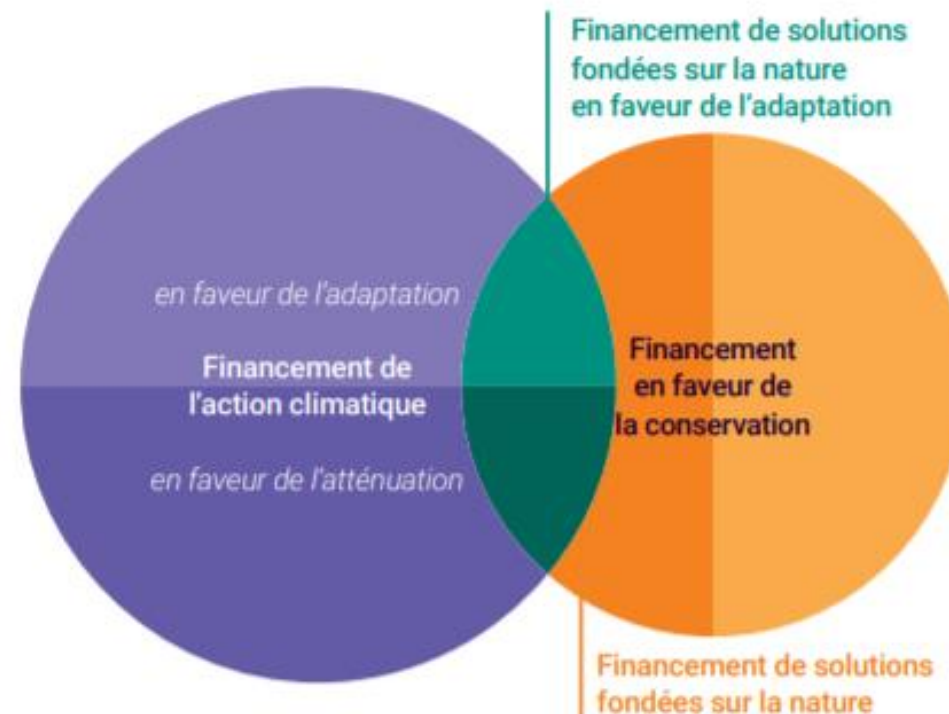 Financement de solutions
fondées sur la nature
en faveur de l'adaptation
en faveur de l'adaptation
Financement de
l'action climatique
en faveur de l'atténuation
Financement
en faveur de
la conservation
Financement de solutions
fondées sur la nature